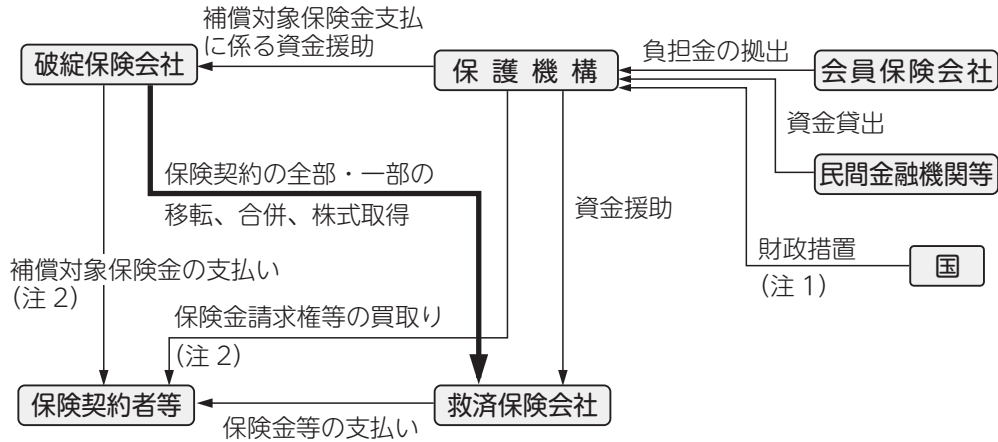 補償対象保険金支払
に係る資金援助
破綻保険会社
保護機構
負担金の拠出
会員保険会社
資金貸出
民間金融機関等
保険契約の全部・一部の
移転、合併、株式取得
資金援助
財政措置
(注 1)
国
補償対象保険金の支払い
(注 2)
保険金請求権等の買取り
(注 2)
保険契約者等
救済保険会社
保険金等の支払い